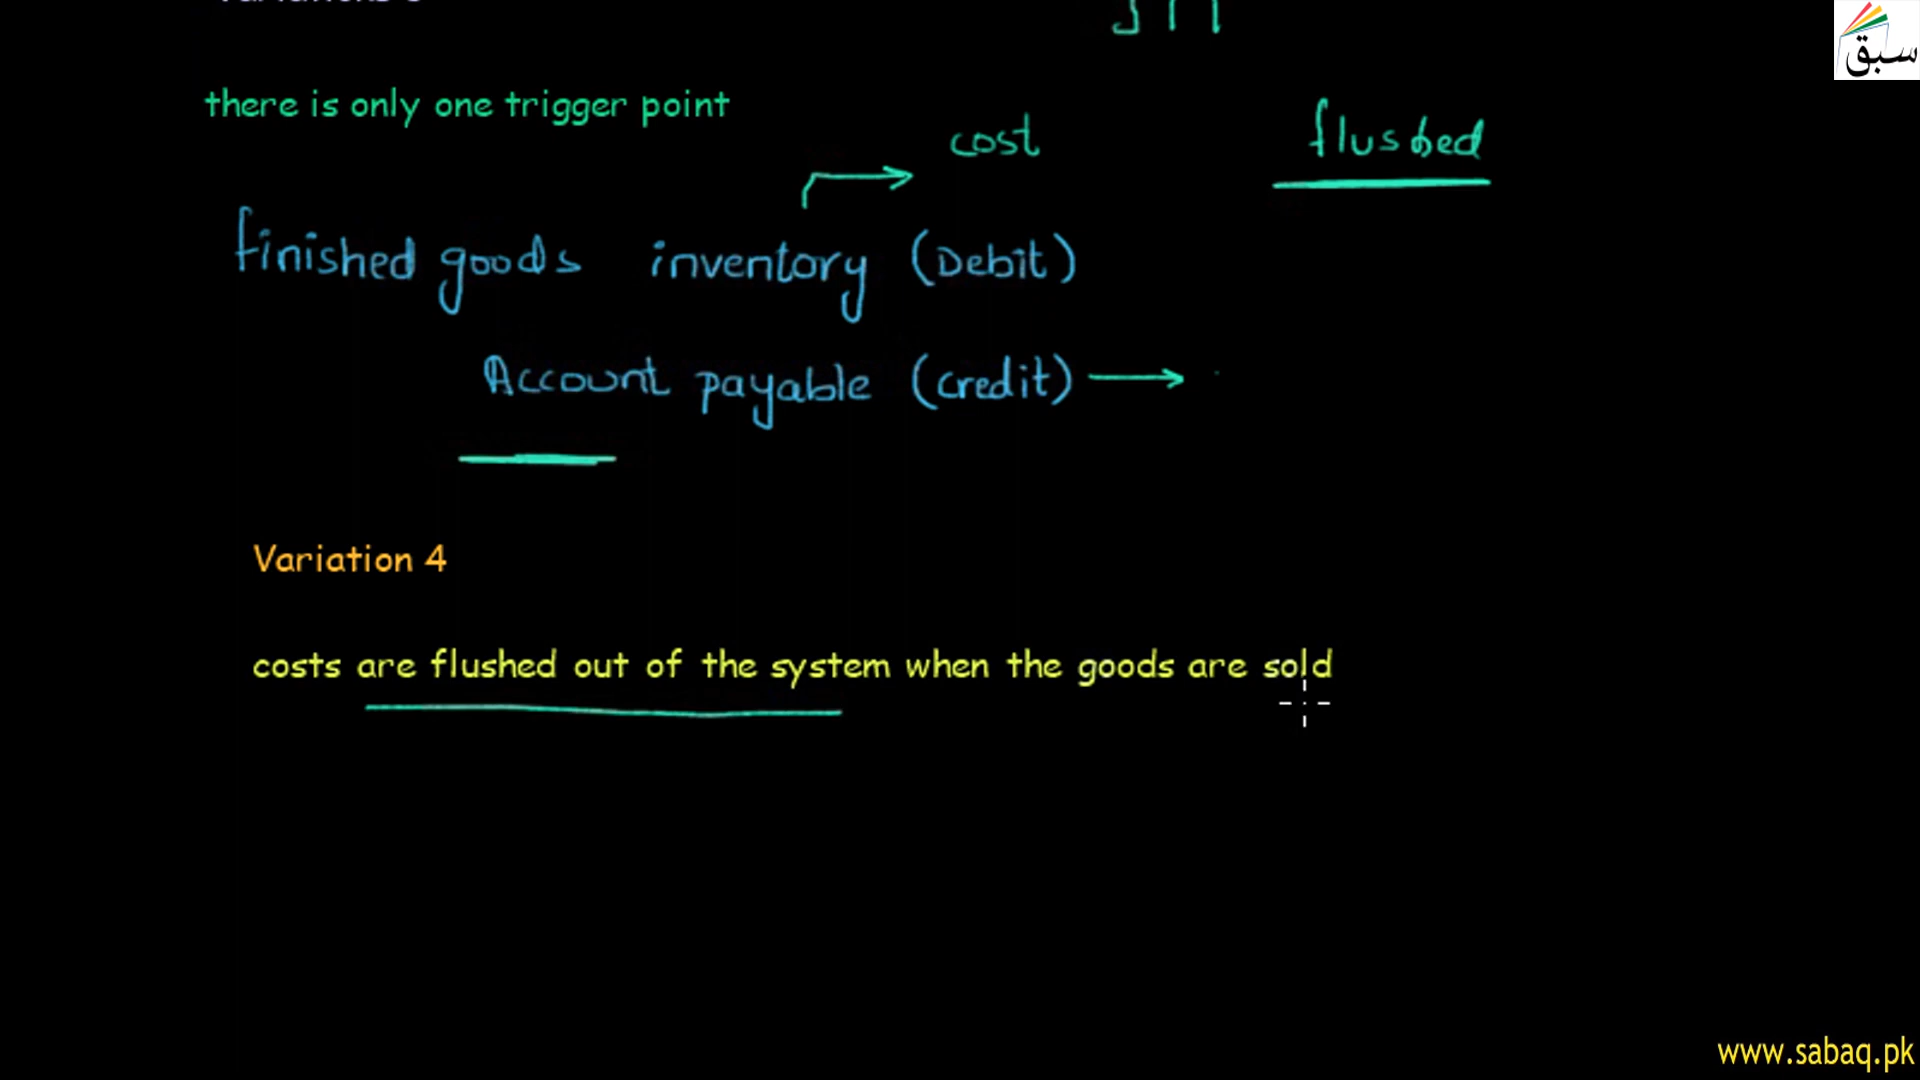 سبق
there is only one trigger point
cost
flushed
finished goods inventory (Debit)
Account payable (credit)
Variation 4
costs are flushed out of the system when the goods are sold
www.sabaq.pk